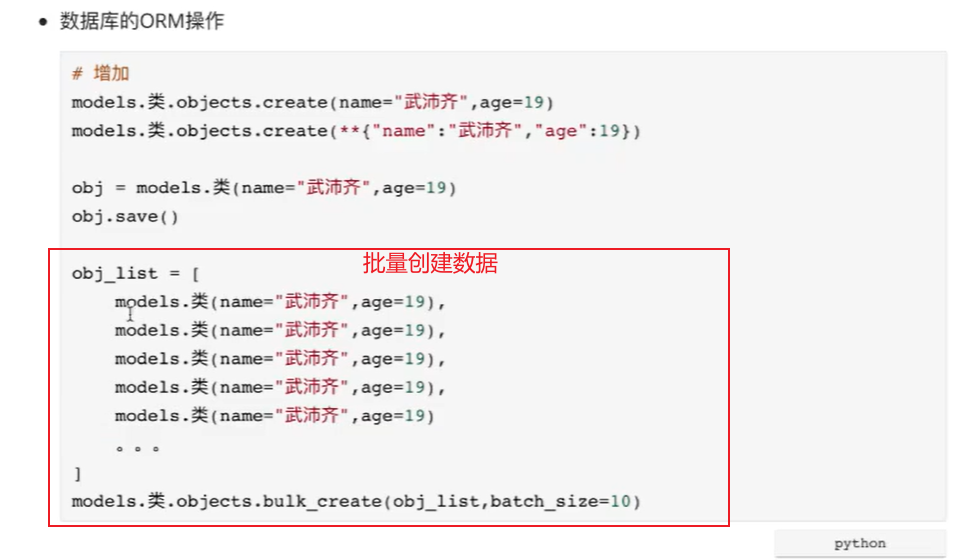 • 数据库的ORM操作
# 增加
models.类.objects.create(name="武沛齐",age=19)
models.类.objects.create(**{"name":"武沛齐","age":19})
obj = models.类(name="武沛齐",age=19)
obj.save()
批量创建数据
obj_list = [
models.类(name="武沛齐",age=19),
models.类(name="武沛齐",age=19),
models.类(name="武沛齐",age=19),
models.类(name="武沛齐",age=19),
models.类(name="武沛齐",age=19)
。。。
]
models.类.objects.bulk_create(obj_list,batch_size=10)
python